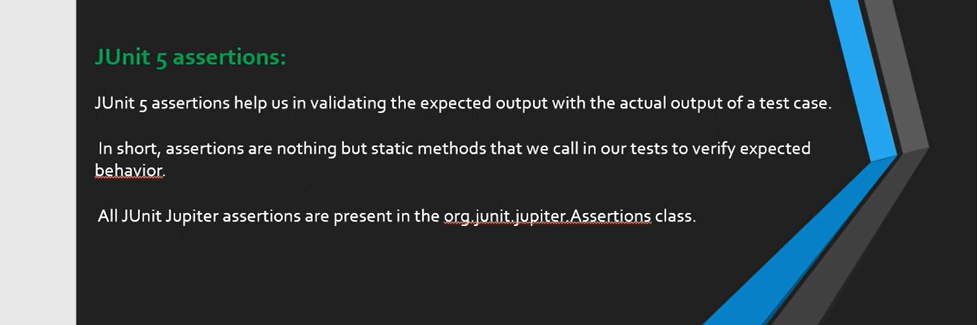 JUnit 5 assertions:
JUnit 5 assertions help us in validating the expected output with the actual output of a test case.
In short, assertions are nothing but static methods that we call in our tests to verify expected
behavior.
All JUnit Jupiter assertions are present in the org.junit.jupiter.Assertions class.